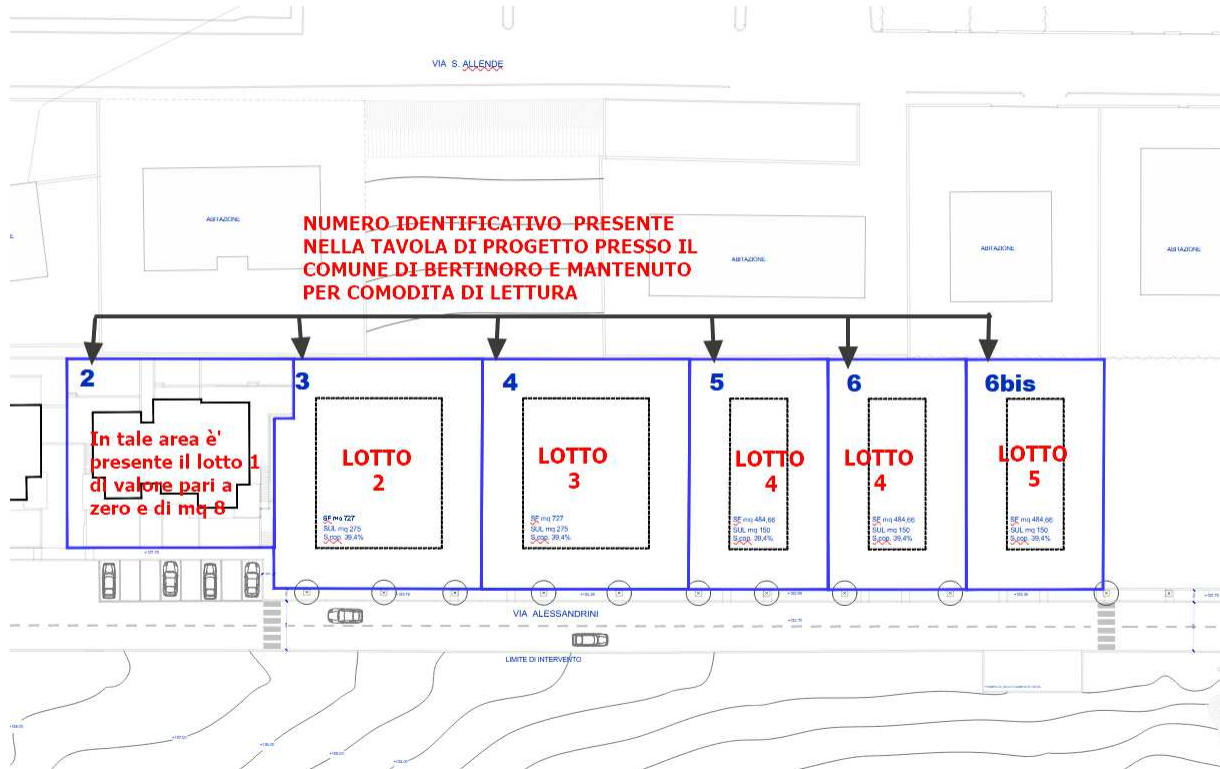 VIA S. ALLENDE
ABITAZIONE
NUMERO IDENTIFICATIVO PRESENTE
NELLA TAVOLA DI PROGETTO PRESSO IL
COMUNE DI BERTINORO E MANTENUTO
PER COMODITA DI LETTURA
ABITAZIONE
ABITAZIONE
ABITAZIONE
2
3
4
5
6
6bis
In tale area è'
presente il lotto 1
di valore pari a
zero e di mq 8
LOTTO
2
SF mq 727
SUL mq 275
S.cop. 39,4%
LOTTO
3
SF mq 727
SUL mq 275
S.cop. 39,4%
LOTTO
4
SF mq 484,66
SUL mq 150
S.cop. 39,4%
LOTTO
4
SF mq 484,66
SUL mq 150
S.cop. 39,4%
LOTTO
5
SF mq 484,66
SUL mq 150
S.cop. 39,4%
VIA ALESSANDRINI
LIMITE DI INTERVENTO